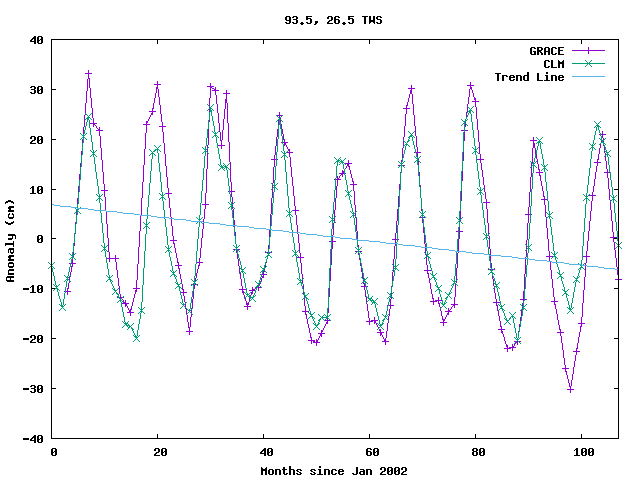 93.5, 26.5 TWS
GRACE
CLM
Trend Line
40
30
20
10
0
-10
-20
-30
-40
Anomaly (cm)
0 20 40 60 80 100
Months since Jan 2002